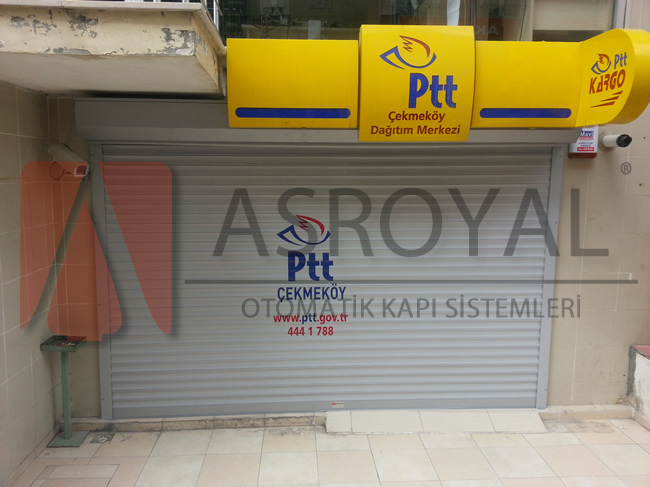 Ptt
Çekmeköy
Dağıtım Merkezi
Ptt
KARGO
ASROYAL®
OTOMATİK KAPI SİSTEMLERİ
Ptt
ÇEKMEKÖY
www.ptt.gov.tr
444 1 788